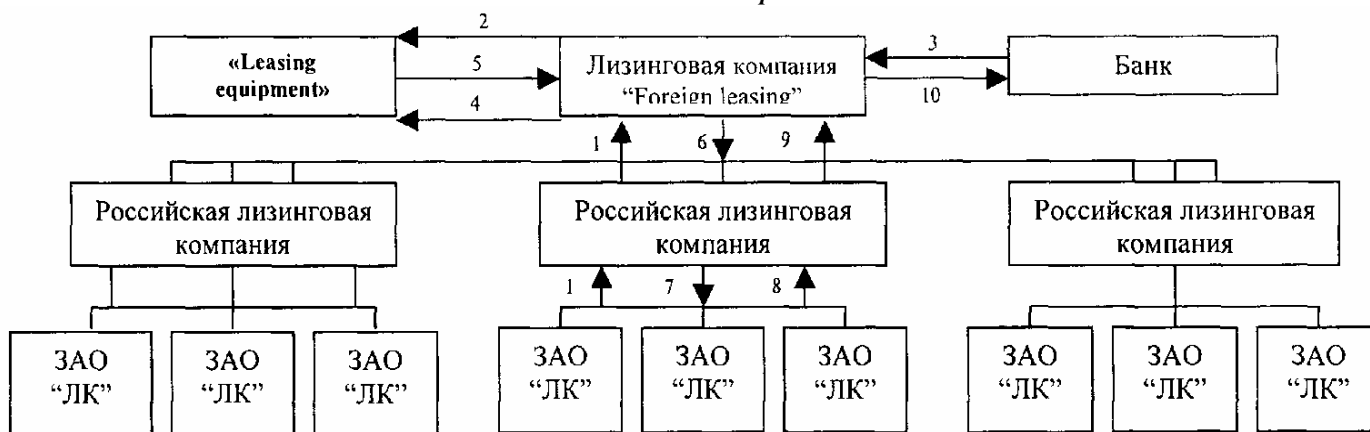 2
3
«Leasing
equipment»
5
Лизинговая компания
“Foreign leasing”
Банк
4
10
1
6
9
Российская лизинговая
компания
Российская лизинговая
компания
Российская лизинговая
компания
1
7
8
ЗАО
“ЛК”
ЗАО
“ЛК”
ЗАО
“ЛК”
ЗАО
“ЛК”
ЗАО
“ЛК”
ЗАО
“ЛК”
ЗАО
“ЛК”
ЗАО
“ЛК”
ЗАО
“ЛК”